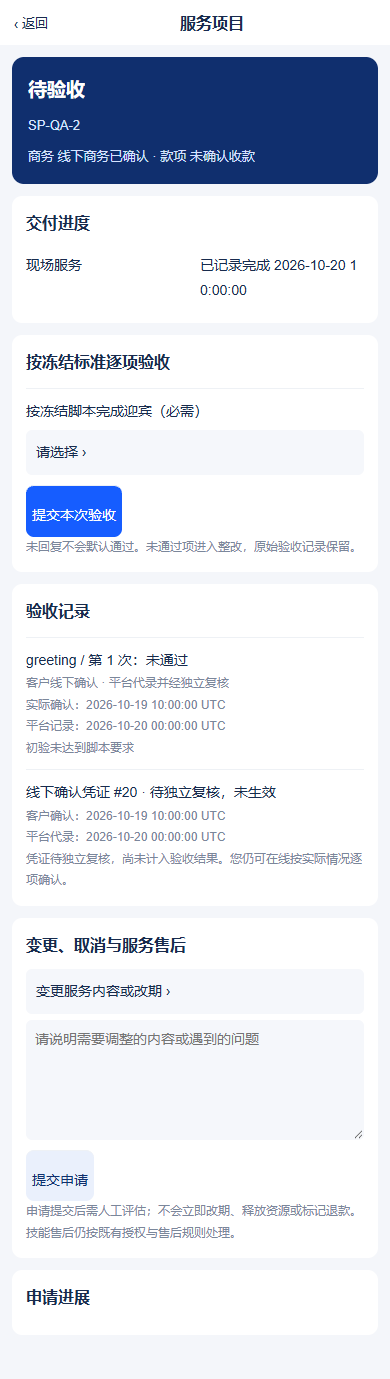 ‹ 返回
服务项目
待验收
SP-QA-2
商务 线下商务已确认 · 款项 未确认收款
交付进度
现场服务
已记录完成 2026-10-20 1
0:00:00
按冻结标准逐项验收
按冻结脚本完成迎宾（必需）
请选择 ›
提交本次验收
未回复不会默认通过。未通过项进入整改，原始验收记录保留。
验收记录
greeting / 第 1 次：未通过
客户线下确认 · 平台代录并经独立复核
实际确认：2026-10-19 10:00:00 UTC
平台记录：2026-10-20 00:00:00 UTC
初验未达到脚本要求
线下确认凭证 #20 · 待独立复核，未生效
客户确认：2026-10-19 10:00:00 UTC
平台代录：2026-10-20 00:00:00 UTC
凭证待独立复核，尚未计入验收结果。您仍可在线按实际情况逐
项确认。
变更、取消与服务售后
变更服务内容或改期 ›
请说明需要调整的内容或遇到的问题
提交申请
申请提交后需人工评估；不会立即改期、释放资源或标记退款。
技能售后仍按既有授权与售后规则处理。
申请进展